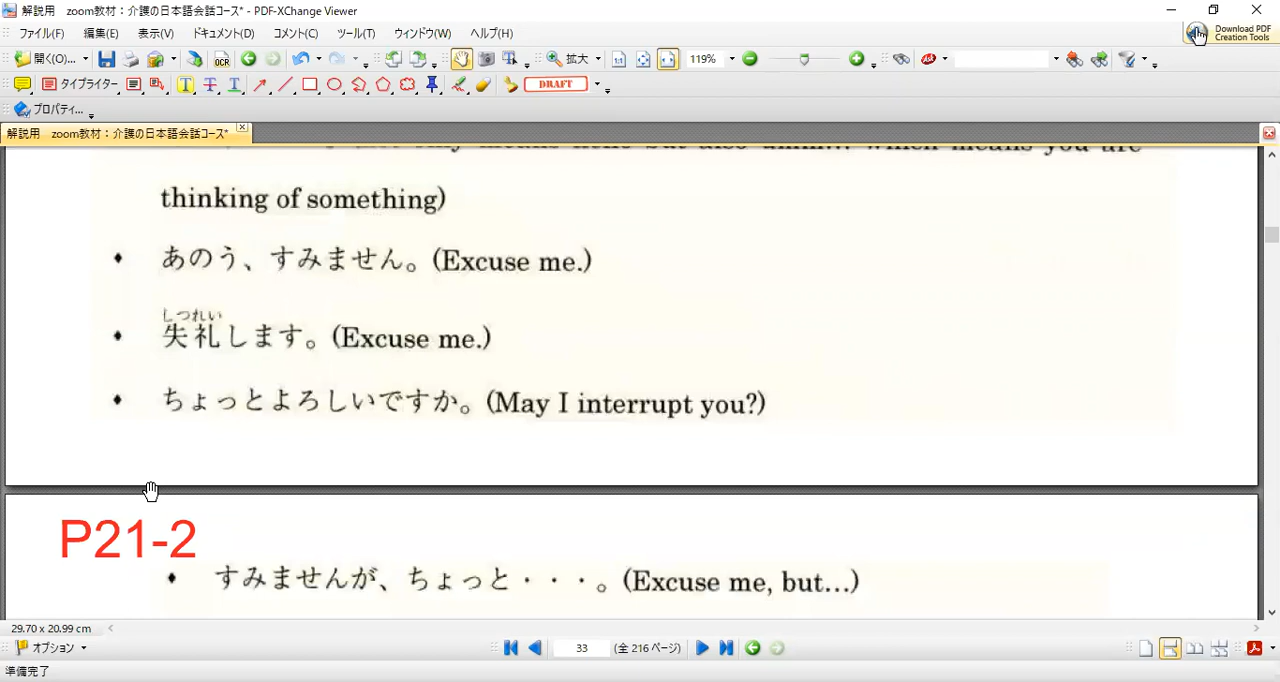 解説用 zoom教材：介護の日本語会話コース* - PDF-XChange Viewer
ファイル(F) 編集(E) 表示(V) ドキュメント(D) コメント(C) ツール(T) ウィンドウ(W) ヘルプ(H)
Download PDF
Creation Tools
開く(O)... OCR 拡大 119%
タイプライター DRAFT
プロパティ...
解説用 zoom教材：介護の日本語会話コース*
means you are
thinking of something)
あのう、すみません。(Excuse me.)
しつれい
失礼します。(Excuse me.)
ちょっとよろしいですか。(May I interrupt you?)
P21-2
すみませんが、ちょっと・・・。(Excuse me, but…)
29.70 x 20.99 cm
オプション 33 (全 216 ページ)
準備完了